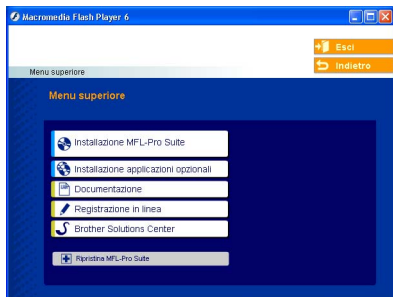 Macromedia Flash Player 6
Esci
Indietro
Menu superiore
Menu superiore
Installazione MFL-Pro Suite
Installazione applicazioni opzionali
Documentazione
Registrazione in linea
Brother Solutions Center
Ripristina MFL-Pro Suite